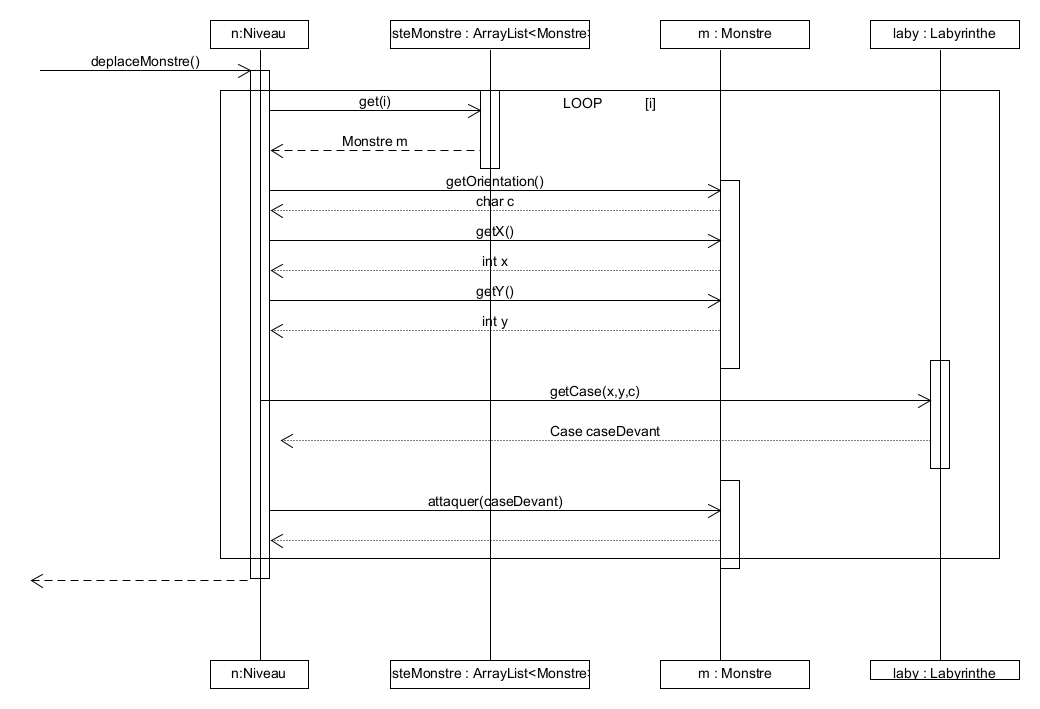 n:Niveau
steMonstre : ArrayList<Monstre
m : Monstre
laby : Labyrinthe
deplaceMonstre()
get(i)
LOOP [i]
Monstre m
getOrientation()
char c
getX()
int x
getY()
int y
getCase(x,y,c)
Case caseDevant
attaquer(caseDevant)
n:Niveau
steMonstre : ArrayList<Monstre
m : Monstre
laby : Labyrinthe